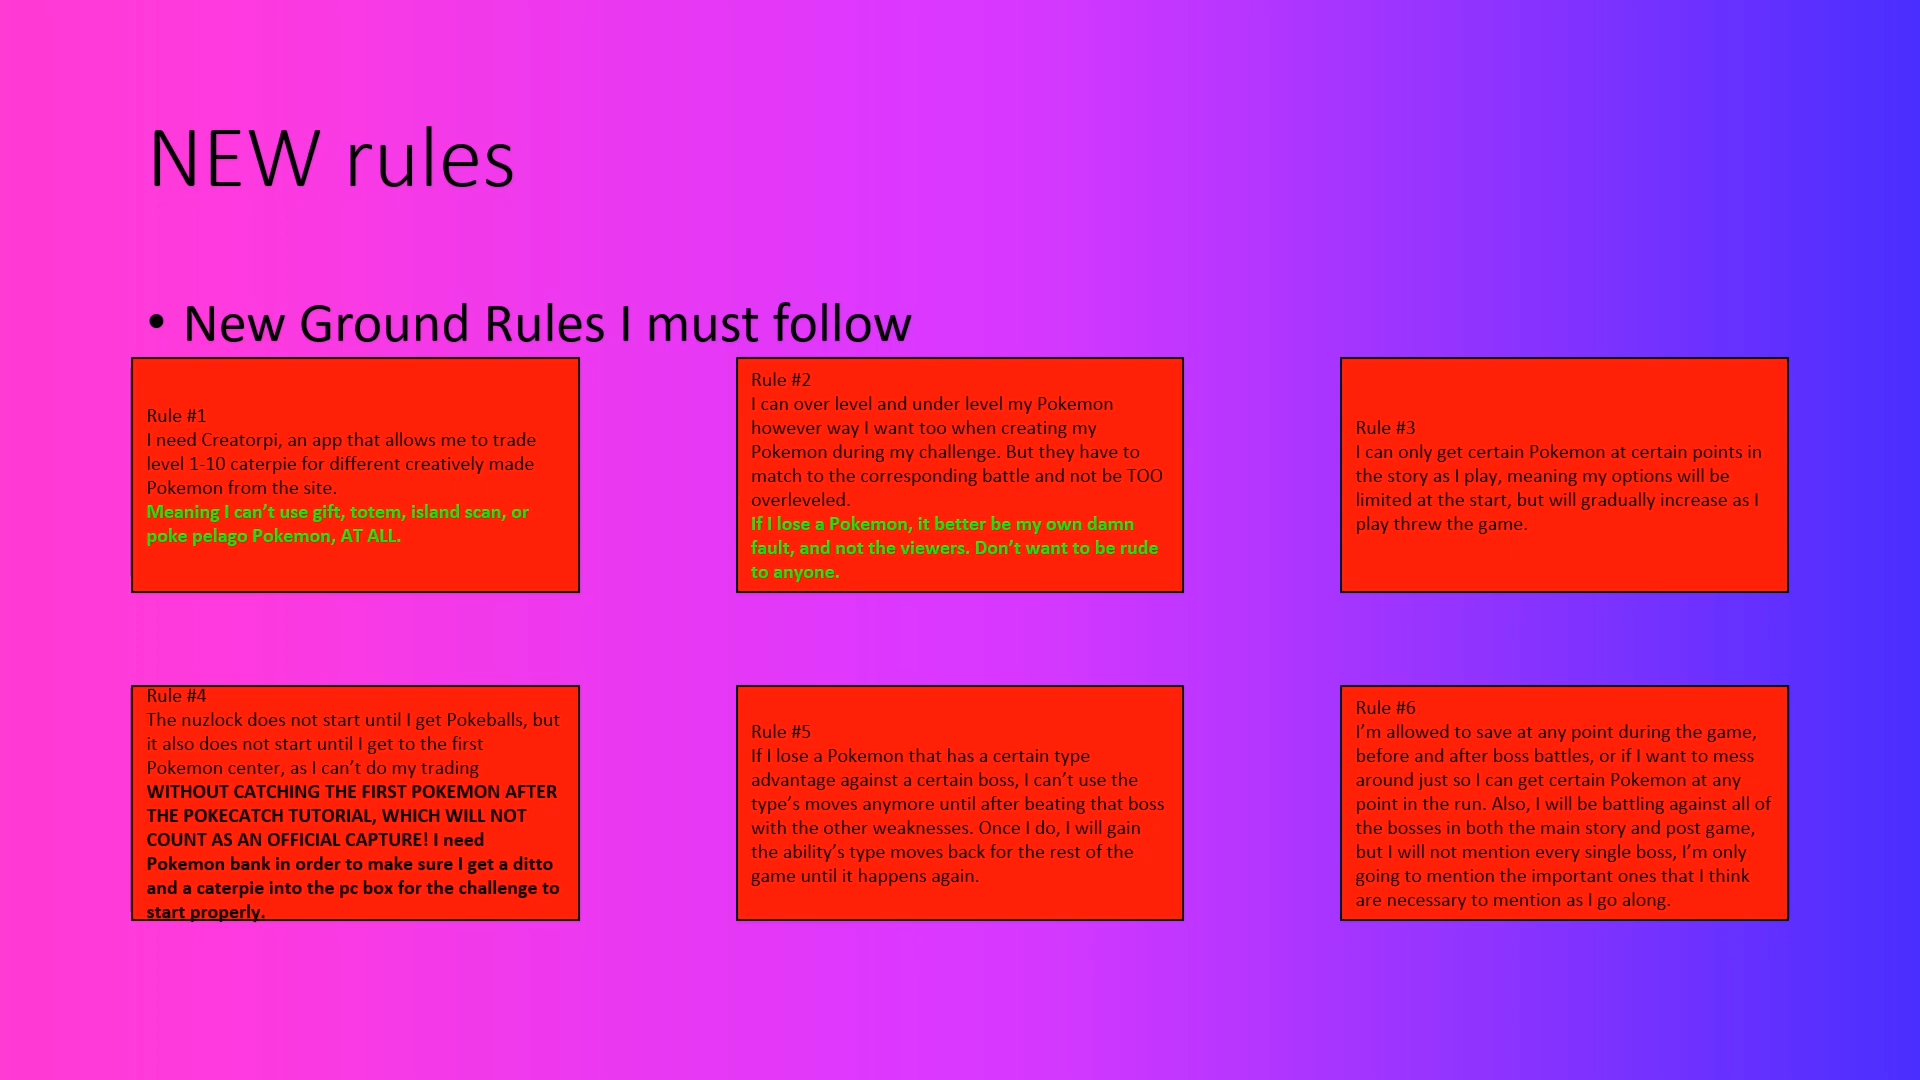 NEW rules
• New Ground Rules I must follow
Rule #1
I need Creatorpi, an app that allows me to trade
level 1-10 caterpie for different creatively made
Pokemon from the site.
Meaning I can’t use gift, totem, island scan, or
poke pelago Pokemon, AT ALL.
Rule #2
I can over level and under level my Pokemon
however way I want too when creating my
Pokemon during my challenge. But they have to
match to the corresponding battle and not be TOO
overleveled.
If I lose a Pokemon, it better be my own damn
fault, and not the viewers. Don’t want to be rude
to anyone.
Rule #3
I can only get certain Pokemon at certain points in
the story as I play, meaning my options will be
limited at the start, but will gradually increase as I
play threw the game.
Rule #4
The nuzlock does not start until I get Pokeballs, but
it also does not start until I get to the first
Pokemon center, as I can’t do my trading
WITHOUT CATCHING THE FIRST POKEMON AFTER
THE POKECATCH TUTORIAL, WHICH WILL NOT
COUNT AS AN OFFICIAL CAPTURE! I need
Pokemon bank in order to make sure I get a ditto
and a caterpie into the pc box for the challenge to
start properly.
Rule #5
If I lose a Pokemon that has a certain type
advantage against a certain boss, I can’t use the
type’s moves anymore until after beating that boss
with the other weaknesses. Once I do, I will gain
the ability’s type moves back for the rest of the
game until it happens again.
Rule #6
I’m allowed to save at any point during the game,
before and after boss battles, or if I want to mess
around just so I can get certain Pokemon at any
point in the run. Also, I will be battling against all of
the bosses in both the main story and post game,
but I will not mention every single boss, I’m only
going to mention the important ones that I think
are necessary to mention as I go along.